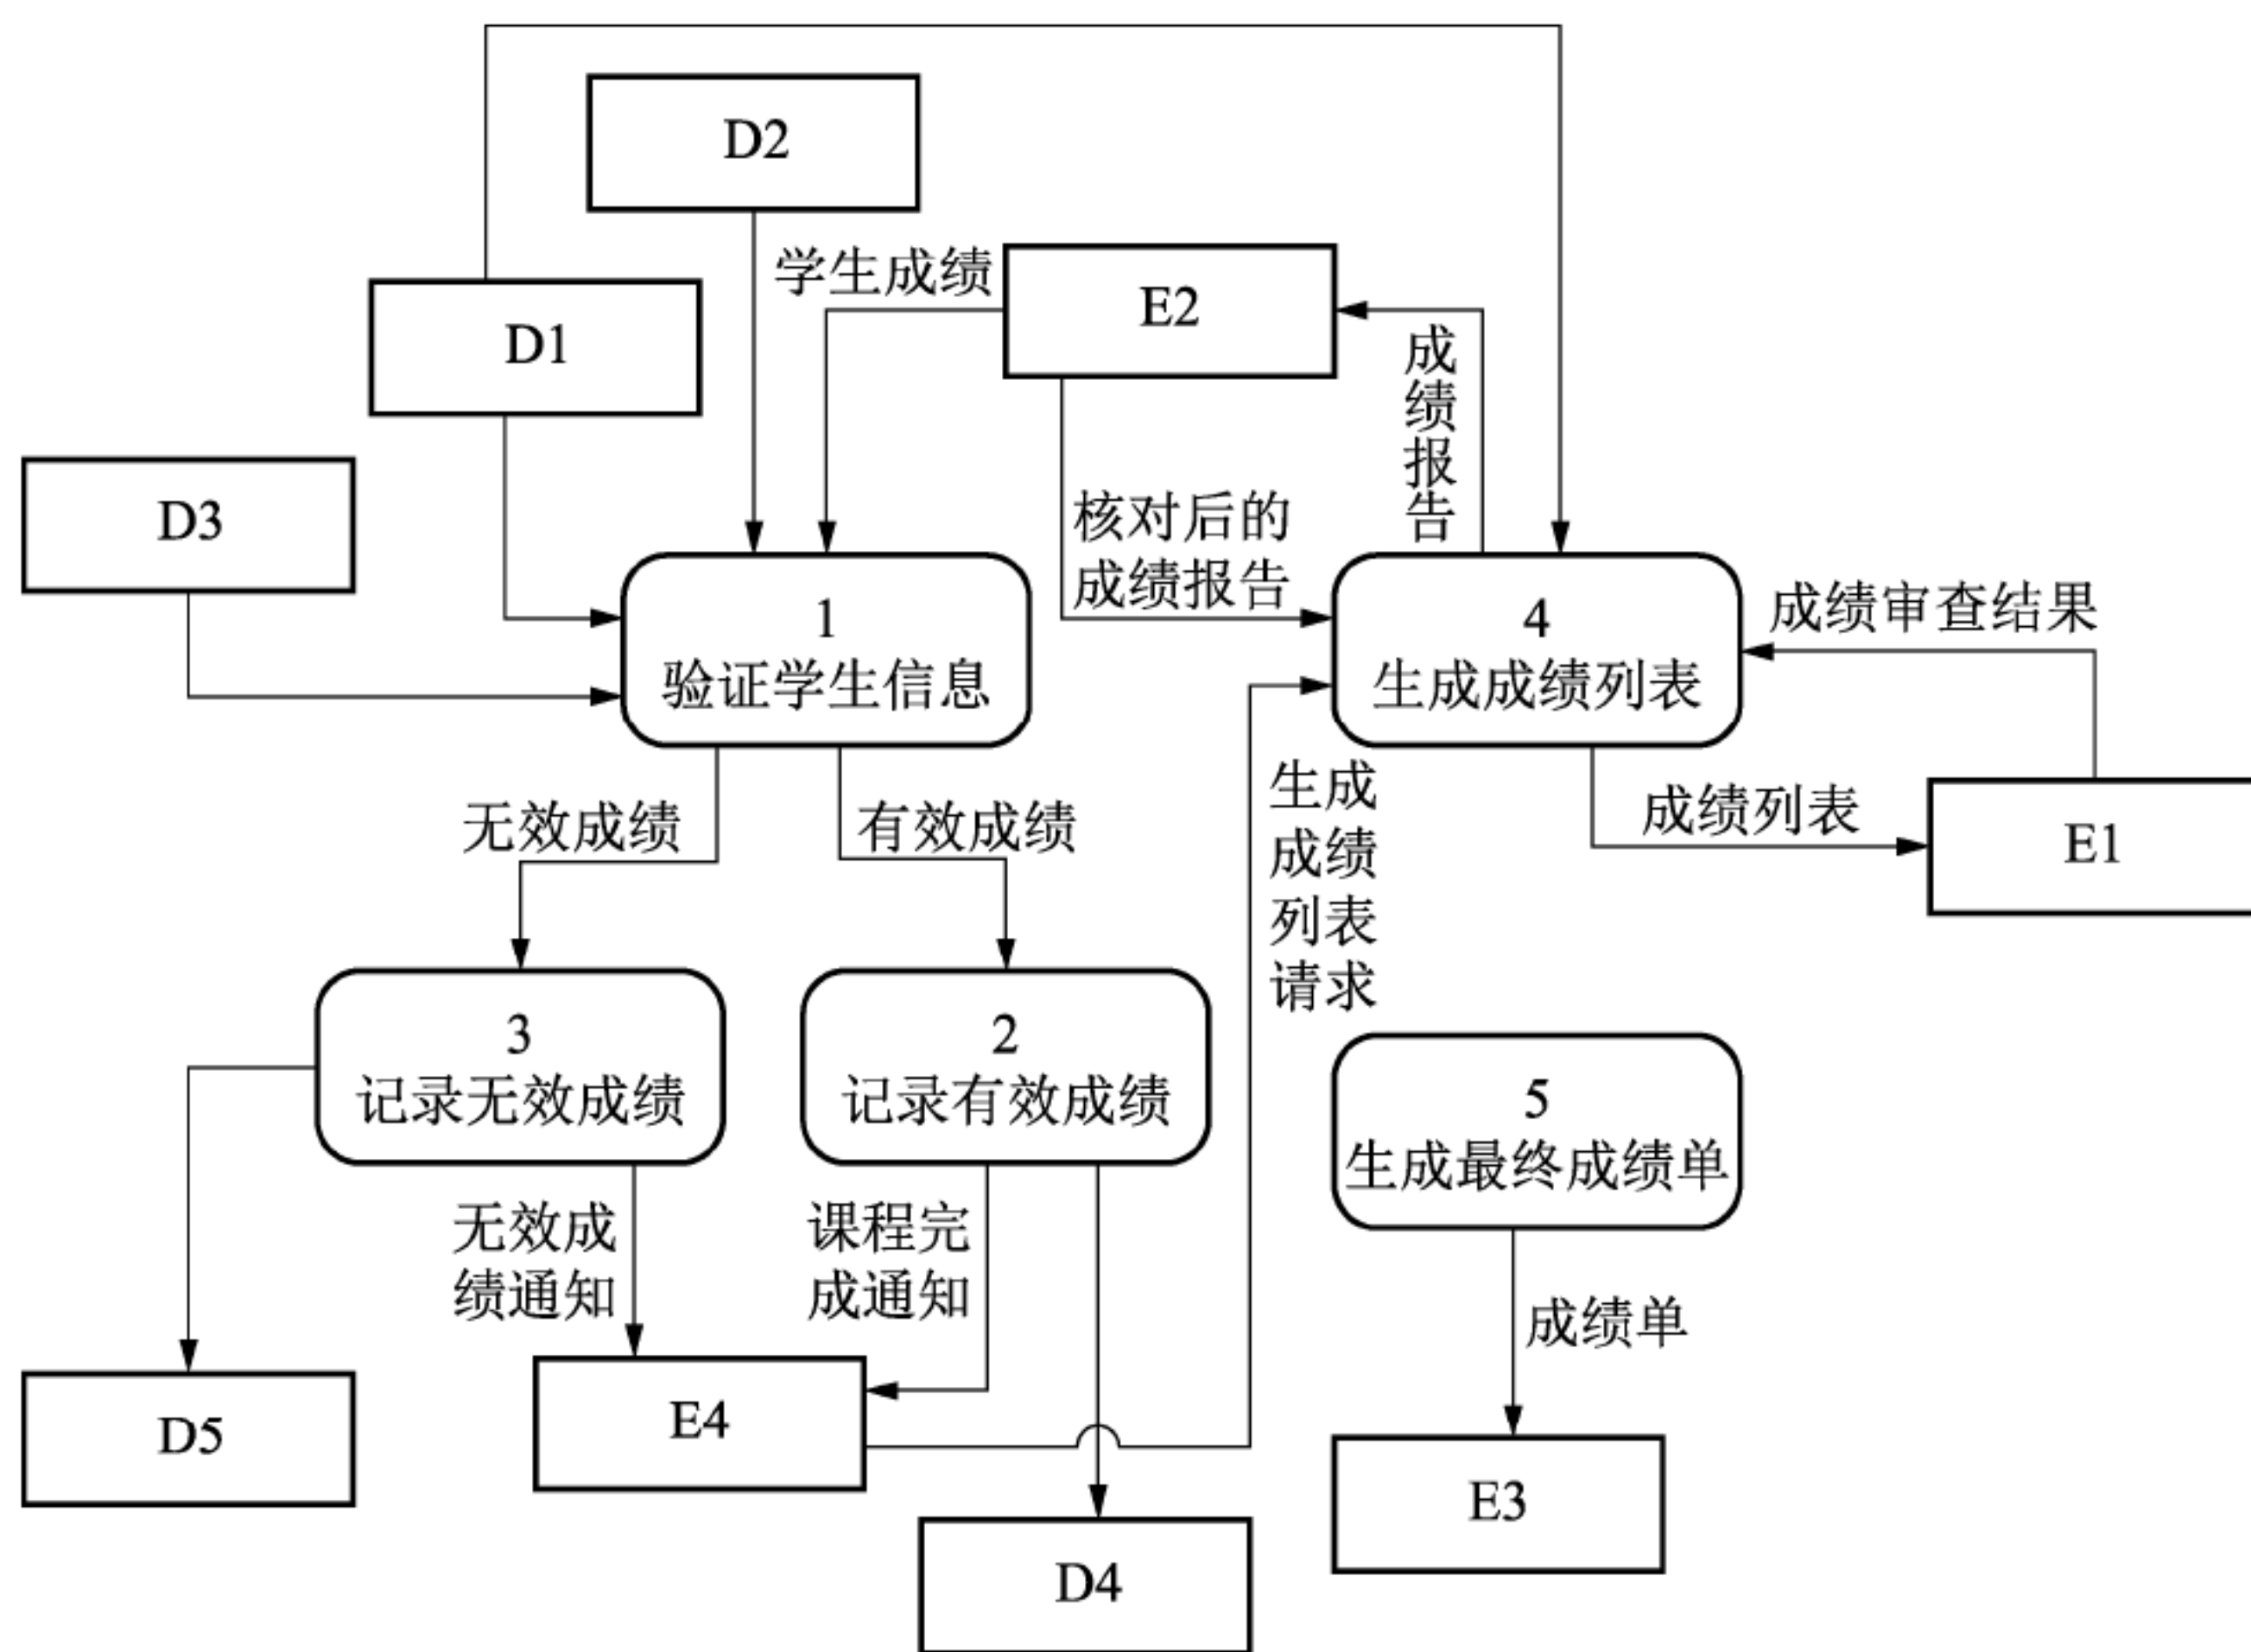 D2
学生成绩
E2
D1
成
绩
报
告
D3
核对后的
成绩报告
1
验证学生信息
4
生成成绩列表
成绩审查结果
无效成绩
有效成绩
生成
成绩
列表
请求
成绩列表
E1
3
记录无效成绩
2
记录有效成绩
5
生成最终成绩单
无效成
绩通知
课程完
成通知
成绩单
D5
E4
E3
D4